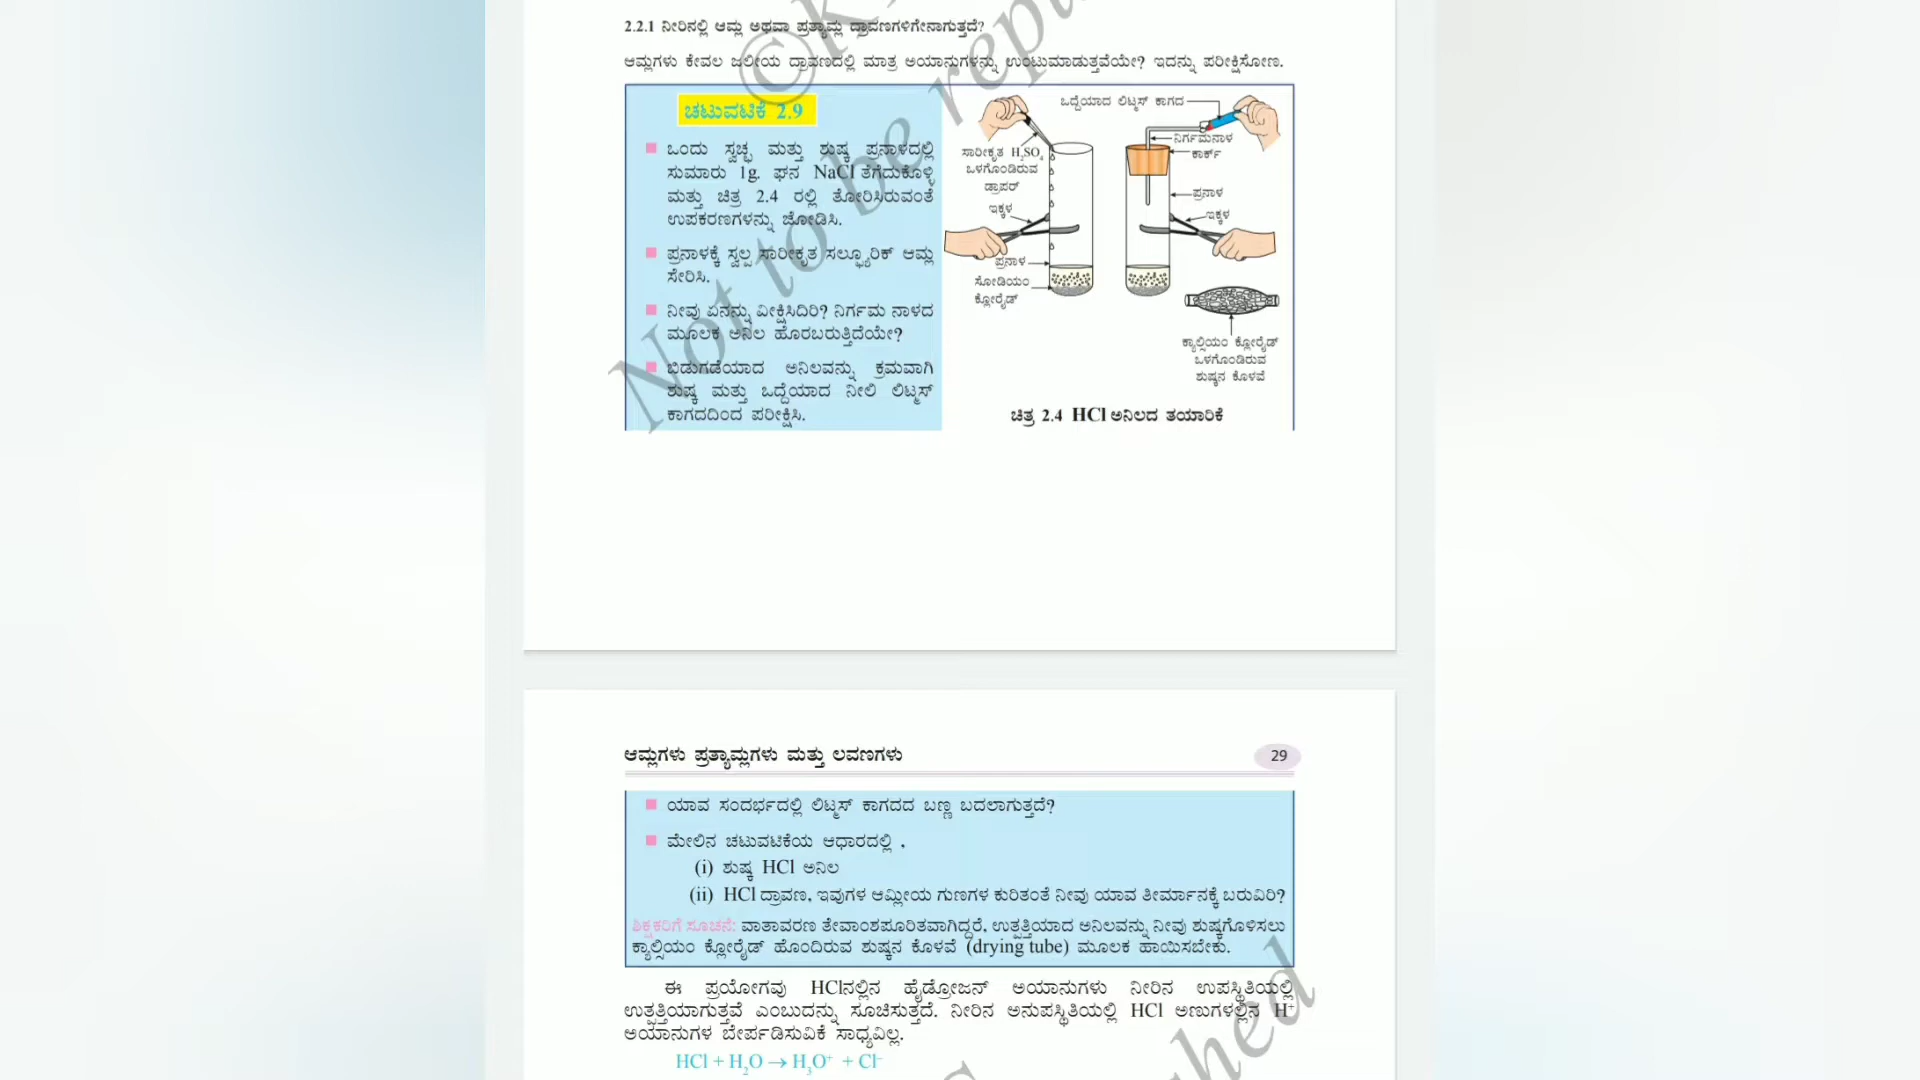 2.2.1 ನೀರಿನಲ್ಲಿ ಆಮ್ಲ ಅಥವಾ ಪ್ರತ್ಯಾಮ್ಲ ದ್ರಾವಣಗಳಿಗೇನಾಗುತ್ತದೆ?
ಆಮ್ಲಗಳು ಕೇವಲ ಜಲೀಯ ದ್ರಾವಣದಲ್ಲಿ ಮಾತ್ರ ಅಯಾನುಗಳನ್ನು ಉಂಟುಮಾಡುತ್ತವೆಯೇ? ಇದನ್ನು ಪರೀಕ್ಷಿಸೋಣ.
ಚಟುವಟಿಕೆ 2.9
ಒಂದು ಸ್ವಚ್ಛ ಮತ್ತು ಶುಷ್ಕ ಪ್ರನಾಳದಲ್ಲಿ
ಸುಮಾರು 1g. ಘನ NaCl ತೆಗೆದುಕೊಳ್ಳಿ
ಮತ್ತು ಚಿತ್ರ 2.4 ರಲ್ಲಿ ತೋರಿಸಿರುವಂತೆ
ಉಪಕರಣಗಳನ್ನು ಜೋಡಿಸಿ.
ಪ್ರನಾಳಕ್ಕೆ ಸ್ವಲ್ಪ ಸಾರೀಕೃತ ಸಲ್ಫ್ಯೂರಿಕ್ ಆಮ್ಲ
ಸೇರಿಸಿ.
ನೀವು ಏನನ್ನು ವೀಕ್ಷಿಸಿದಿರಿ? ನಿರ್ಗಮ ನಾಳದ
ಮೂಲಕ ಅನಿಲ ಹೊರಬರುತ್ತಿದೆಯೇ?
ಬಿಡುಗಡೆಯಾದ ಅನಿಲವನ್ನು ಕ್ರಮವಾಗಿ
ಶುಷ್ಕ ಮತ್ತು ಒದ್ದೆಯಾದ ನೀಲಿ ಲಿಟ್ಮಸ್
ಕಾಗದದಿಂದ ಪರೀಕ್ಷಿಸಿ.
ಒದ್ದೆಯಾದ ಲಿಟ್ಮಸ್ ಕಾಗದ
ನಿರ್ಗಮನಾಳ
ಕಾರ್ಕ್
ಸಾರೀಕೃತ H₂SO₄
ಒಳಗೊಂಡಿರುವ
ಡ್ರಾಪರ್
ಇಕ್ಕಳ
ಪ್ರನಾಳ
ಇಕ್ಕಳ
ಪ್ರನಾಳ
ಸೋಡಿಯಂ
ಕ್ಲೋರೈಡ್
ಕ್ಯಾಲ್ಸಿಯಂ ಕ್ಲೋರೈಡ್
ಒಳಗೊಂಡಿರುವ
ಶುಷ್ಕನ ಕೊಳವೆ
ಚಿತ್ರ 2.4 HCl ಅನಿಲದ ತಯಾರಿಕೆ
Not to be
ಆಮ್ಲಗಳು ಪ್ರತ್ಯಾಮ್ಲಗಳು ಮತ್ತು ಲವಣಗಳು 29
ಯಾವ ಸಂದರ್ಭದಲ್ಲಿ ಲಿಟ್ಮಸ್ ಕಾಗದದ ಬಣ್ಣ ಬದಲಾಗುತ್ತದೆ?
ಮೇಲಿನ ಚಟುವಟಿಕೆಯ ಆಧಾರದಲ್ಲಿ ,
(i) ಶುಷ್ಕ HCl ಅನಿಲ
(ii) HCl ದ್ರಾವಣ, ಇವುಗಳ ಆಮ್ಲೀಯ ಗುಣಗಳ ಕುರಿತಂತೆ ನೀವು ಯಾವ ತೀರ್ಮಾನಕ್ಕೆ ಬರುವಿರಿ?
ಶಿಕ್ಷಕರಿಗೆ ಸೂಚನೆ: ವಾತಾವರಣ ತೇವಾಂಶಪೂರಿತವಾಗಿದ್ದರೆ, ಉತ್ಪತ್ತಿಯಾದ ಅನಿಲವನ್ನು ನೀವು ಶುಷ್ಕಗೊಳಿಸಲು
ಕ್ಯಾಲ್ಸಿಯಂ ಕ್ಲೋರೈಡ್ ಹೊಂದಿರುವ ಶುಷ್ಕನ ಕೊಳವೆ (drying tube) ಮೂಲಕ ಹಾಯಿಸಬೇಕು.
ಈ ಪ್ರಯೋಗವು HClನಲ್ಲಿನ ಹೈಡ್ರೋಜನ್ ಅಯಾನುಗಳು ನೀರಿನ ಉಪಸ್ಥಿತಿಯಲ್ಲಿ
ಉತ್ಪತ್ತಿಯಾಗುತ್ತವೆ ಎಂಬುದನ್ನು ಸೂಚಿಸುತ್ತದೆ. ನೀರಿನ ಅನುಪಸ್ಥಿತಿಯಲ್ಲಿ HCl ಅಣುಗಳಲ್ಲಿನ H⁺
ಅಯಾನುಗಳ ಬೇರ್ಪಡಿಸುವಿಕೆ ಸಾಧ್ಯವಿಲ್ಲ.
HCl + H₂O → H₃O⁺ + Cl⁻